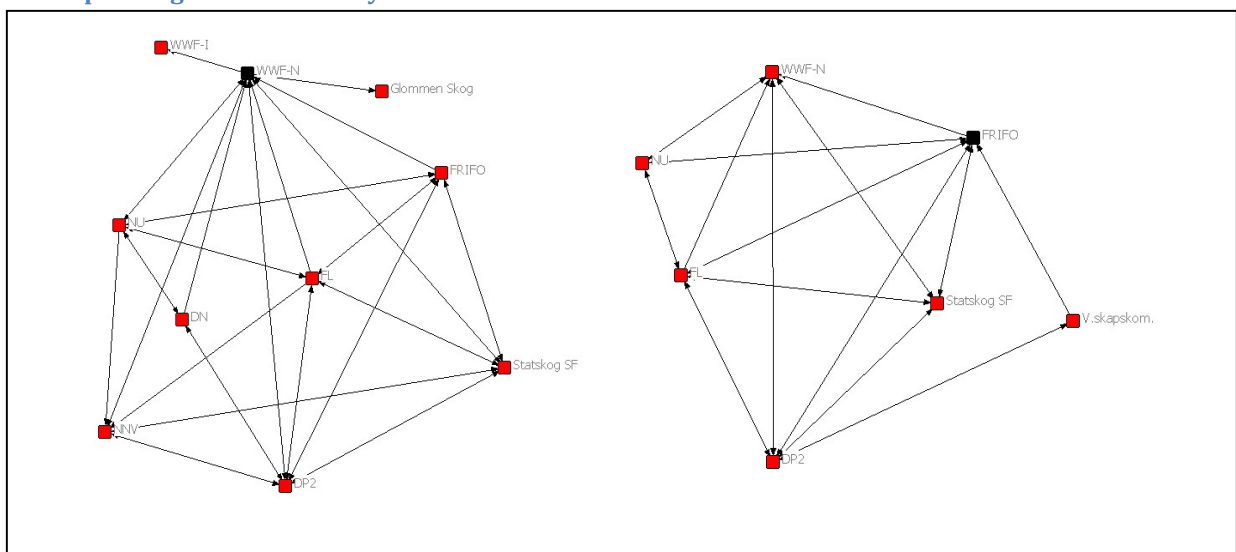 WWF-I
WWF-N
Glommen Skog
FRIFO
NU
FL
DN
Statskog SF
NNV
DP2
WWF-N
FRIFO
NU
FL
Statskog SF
V.skapskom.
DP2